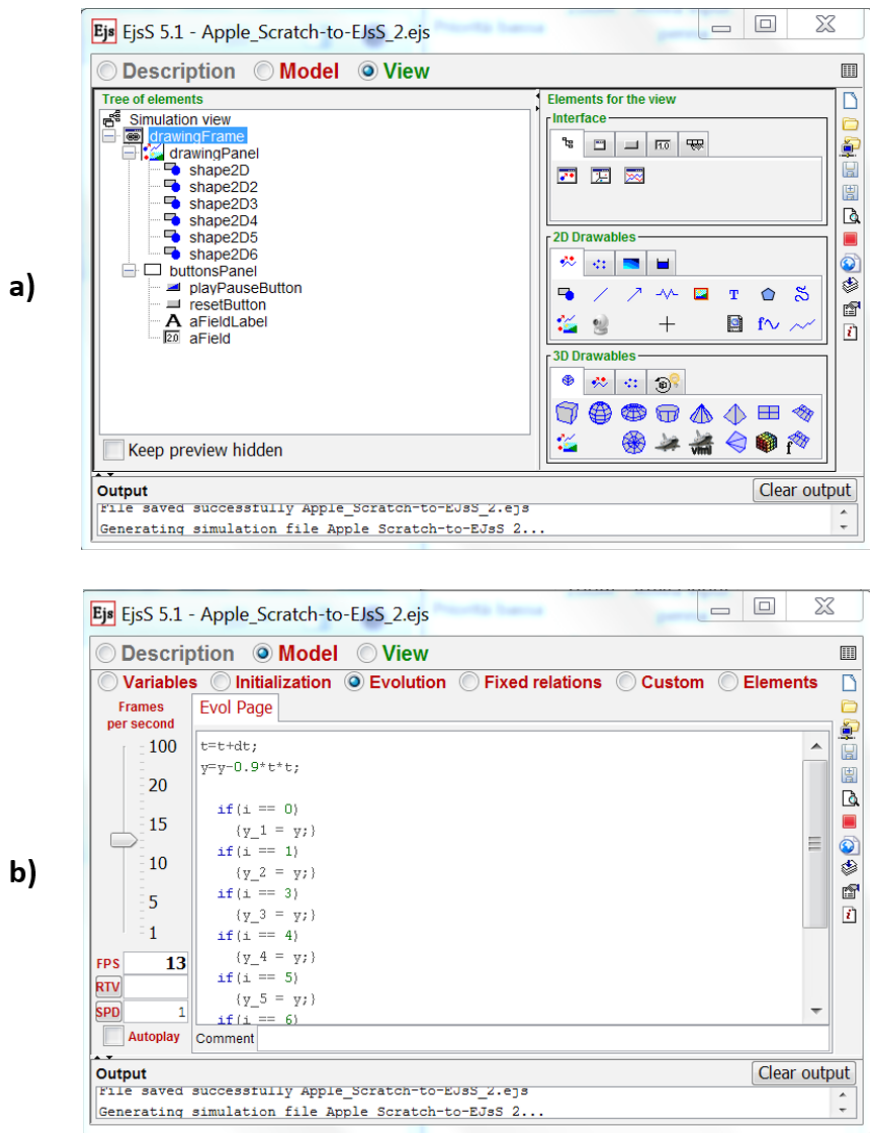 a)
EjsS 5.1 - Apple_Scratch-to-EJsS_2.ejs
Description Model View
Tree of elements
Simulation view
drawingFrame
drawingPanel
shape2D
shape2D2
shape2D3
shape2D4
shape2D5
shape2D6
buttonsPanel
playPauseButton
resetButton
A aFieldLabel
2.0 aField
Keep preview hidden
Elements for the view
Interface
2D Drawables
3D Drawables
Output
Clear output
File saved successfully Apple_Scratch-to-EJsS_2.ejs
Generating simulation file Apple Scratch-to-EJsS 2...
b)
Ejs EjsS 5.1 - Apple_Scratch-to-EJsS_2.ejs
Description Model View
Variables Initialization Evolution Fixed relations Custom Elements
Frames
per second
100
20
15
10
5
1
FPS 13
RTV
SPD 1
Autoplay
Evol Page
t=t+dt;
y=y-0.9*t*t;
if(i == 0)
{y_1 = y;}
if(i == 1)
{y_2 = y;}
if(i == 3)
{y_3 = y;}
if(i == 4)
{y_4 = y;}
if(i == 5)
{y_5 = y;}
if(i == 6)
Comment
Output
Clear output
File saved successfully Apple_Scratch-to-EJsS_2.ejs
Generating simulation file Apple Scratch-to-EJsS 2...